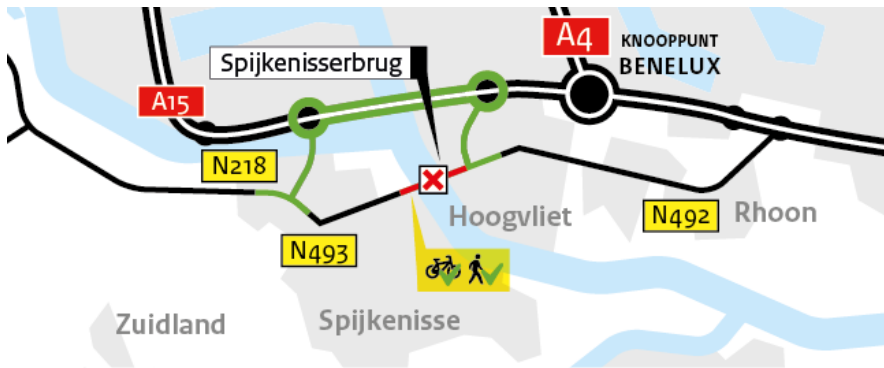 A4
KNOOPPUNT
BENELUX
Spijkenisserbrug
A15
N218
Hoogvliet
N492
Rhoon
N493
Zuidland
Spijkenisse